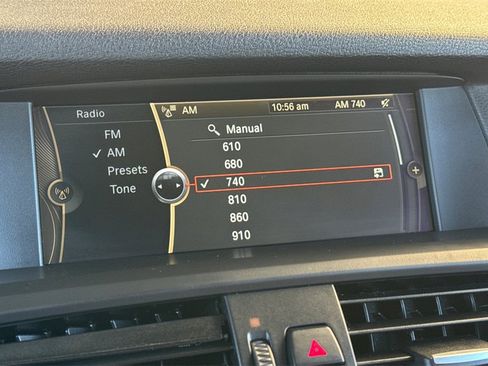 Radio
AM
10:56 am
AM 740
FM
AM
Presets
Tone
Manual
610
680
740
810
860
910
+